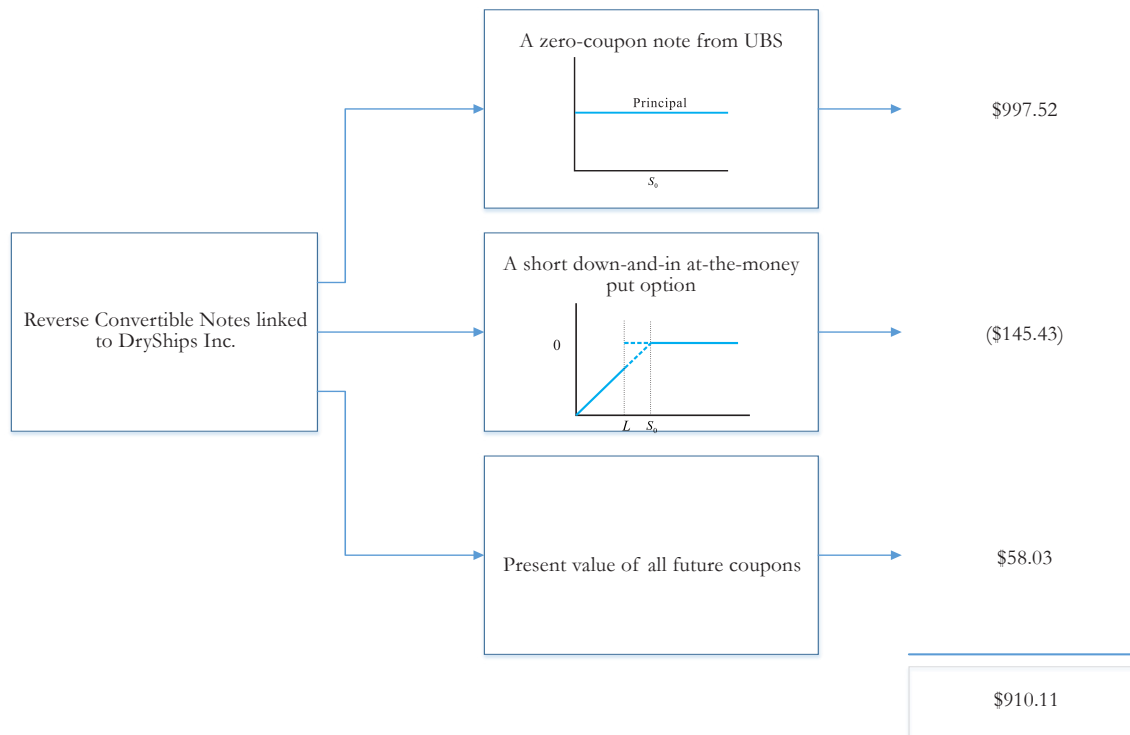 A zero-coupon note from UBS
Principal
S₀
$997.52
Reverse Convertible Notes linked
to DryShips Inc.
A short down-and-in at-the-money
put option
0
L S₀
($145.43)
Present value of all future coupons
$58.03
$910.11